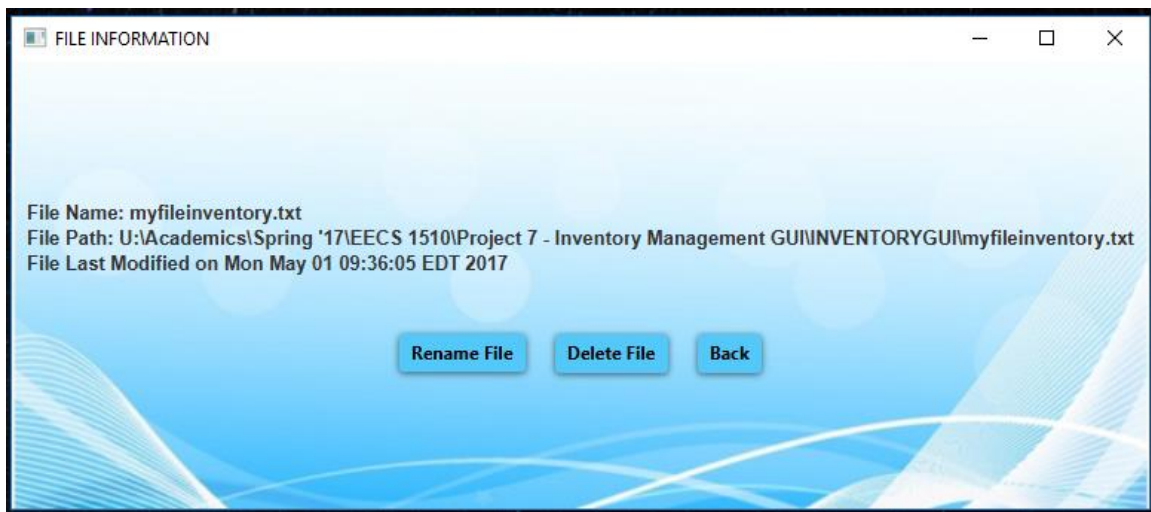 FILE INFORMATION
File Name: myfileinventory.txt
File Path: U:\Academics\Spring '17\EECS 1510\Project 7 - Inventory Management GUI\INVENTORYGUI\myfileinventory.txt
File Last Modified on Mon May 01 09:36:05 EDT 2017
Rename File Delete File Back